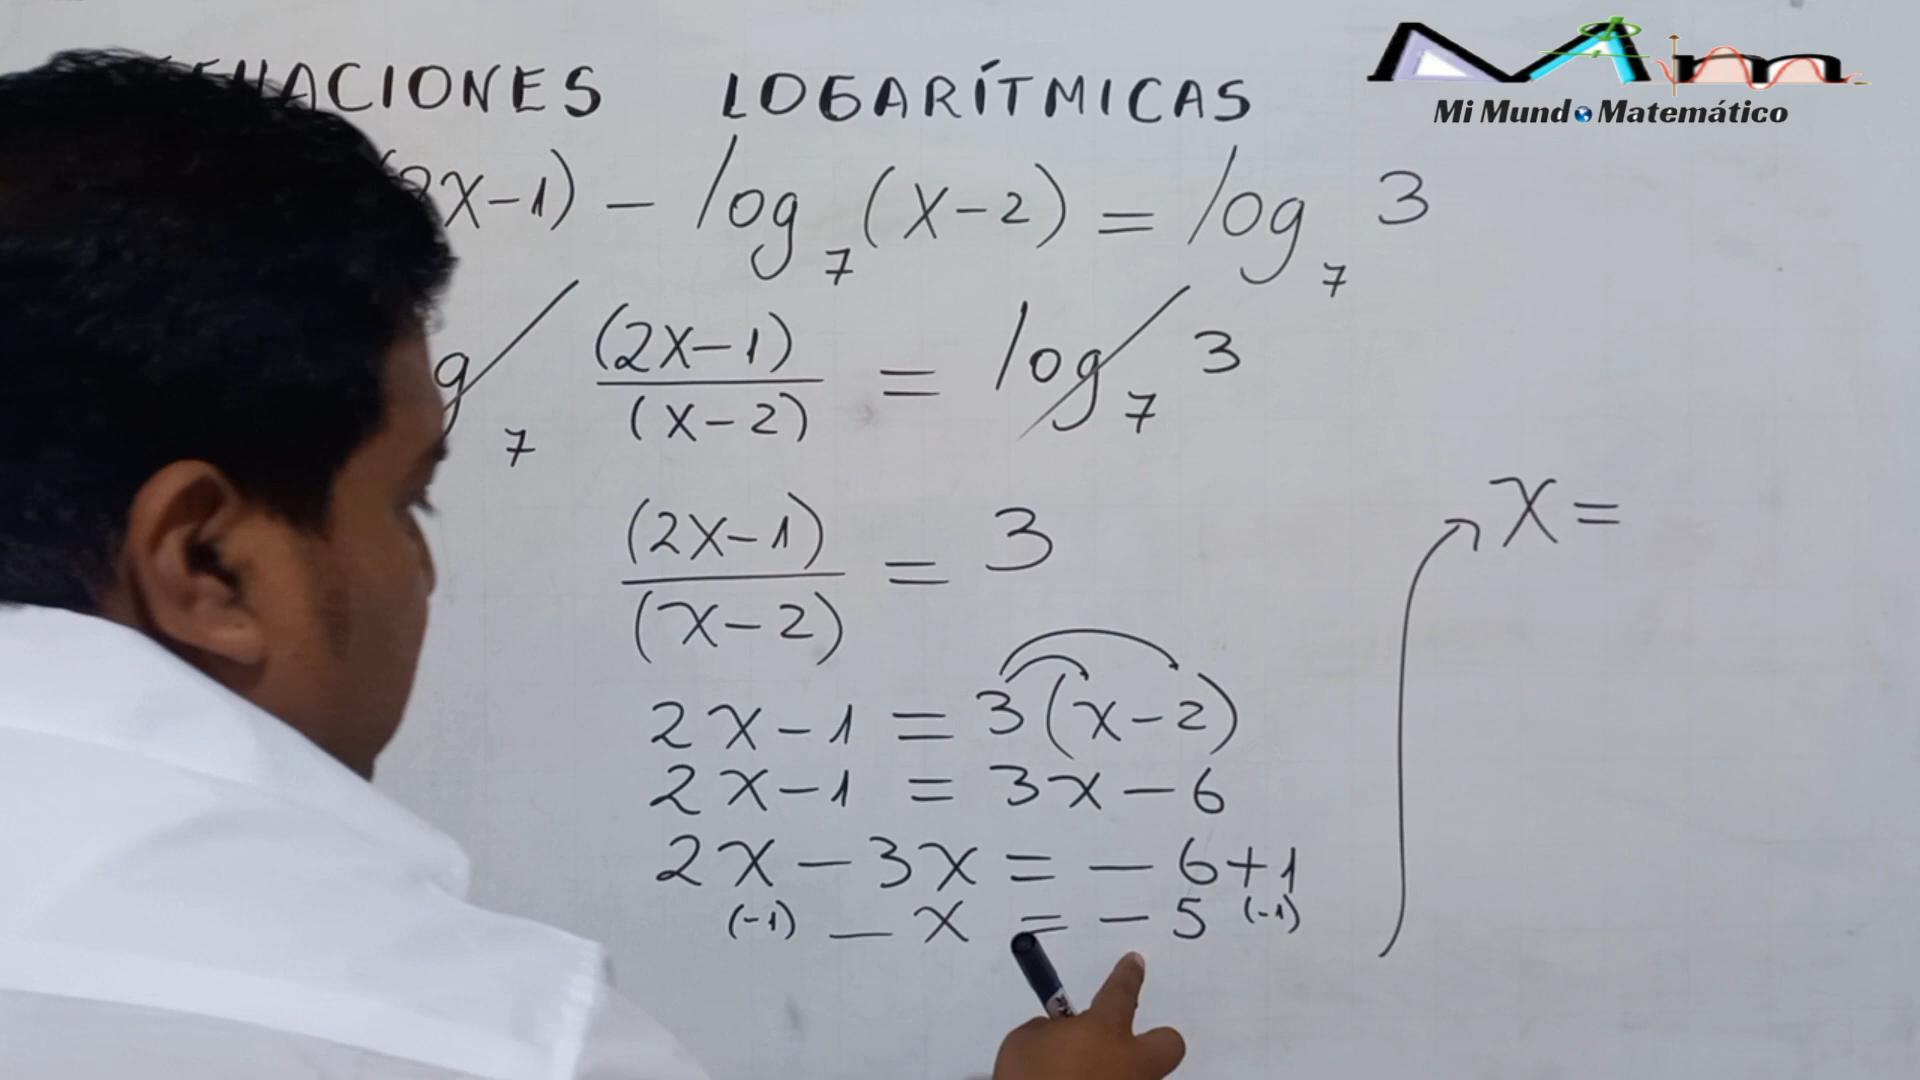 ECUACIONES LOGARÍTMICAS
Mi Mundo Matemático
(2x-1) - log₇ (x-2) = log₇ 3
g₇ (2x-1)/(x-2) = log₇ 3
(2x-1)/(x-2) = 3
x =
2x-1 = 3(x-2)
2x-1 = 3x-6
2x-3x = -6+1
(-1) -x = -5 (-1)